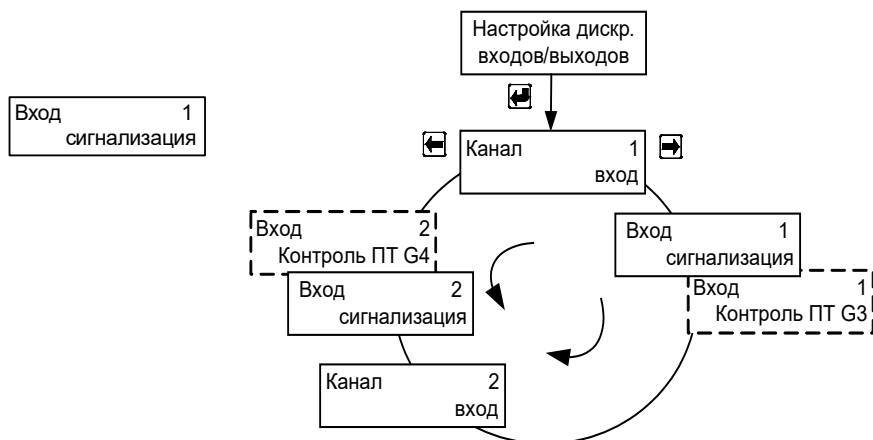 Настройка дискр.
входов/выходов
Вход 1
сигнализация
Канал 1
вход
Вход 2
Контроль ПТ G4
Вход 1
сигнализация
Вход 2
сигнализация
Вход 1
Контроль ПТ G3
Канал 2
вход